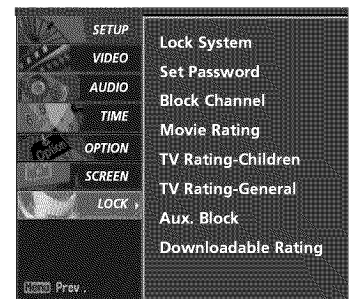 SETUP
VIDEO
AUDIO
TIME
OPTION
SCREEN
LOCK
Lock System
Set Password
Block Channel
Movie Rating
TV Rating-Children
TV Rating-General
Aux. Block
Downloadable Rating
Menu Prev.